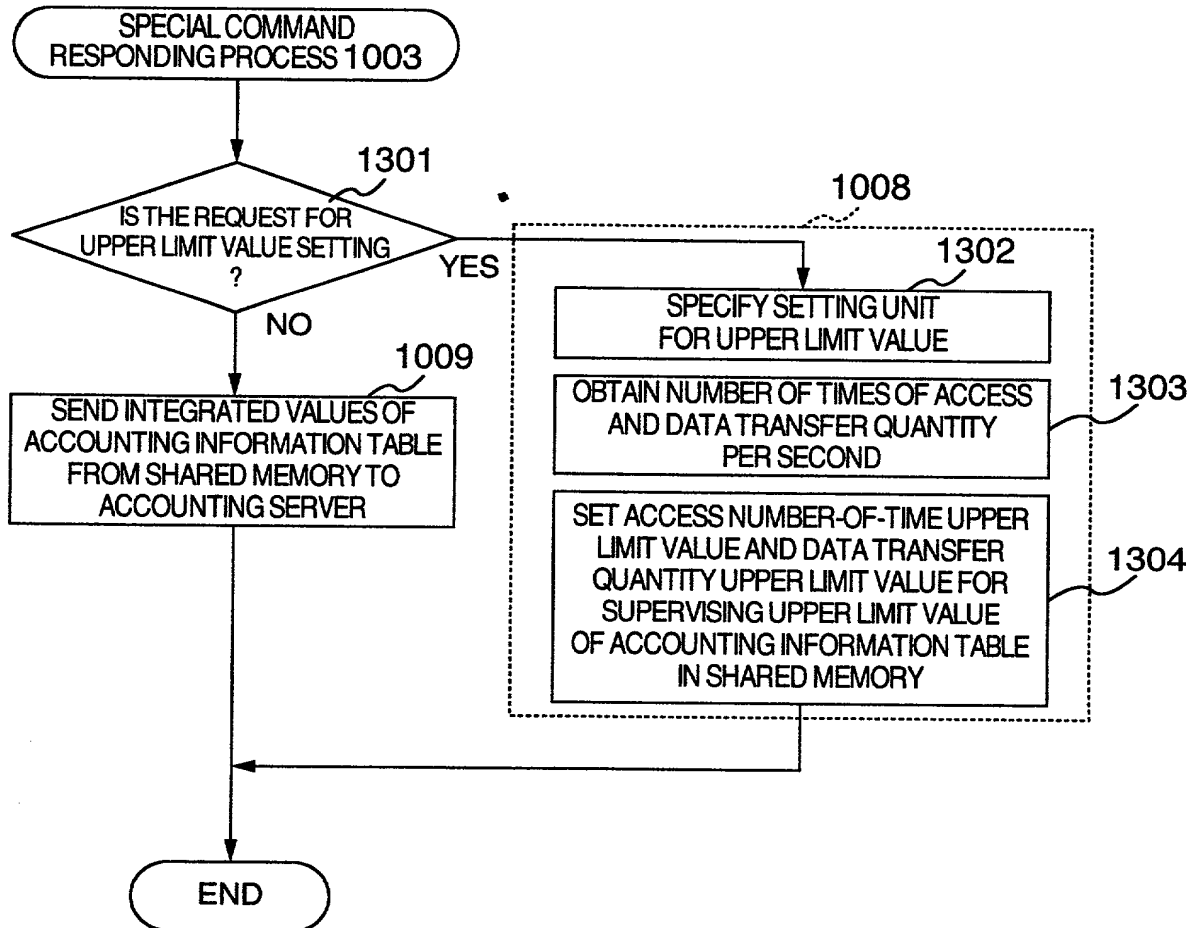 SPECIAL COMMAND
RESPONDING PROCESS 1003
1301
IS THE REQUEST FOR
UPPER LIMIT VALUE SETTING
?
YES
NO
1009
SEND INTEGRATED VALUES OF
ACCOUNTING INFORMATION TABLE
FROM SHARED MEMORY TO
ACCOUNTING SERVER
1008
1302
SPECIFY SETTING UNIT
FOR UPPER LIMIT VALUE
1303
OBTAIN NUMBER OF TIMES OF ACCESS
AND DATA TRANSFER QUANTITY
PER SECOND
1304
SET ACCESS NUMBER-OF-TIME UPPER
LIMIT VALUE AND DATA TRANSFER
QUANTITY UPPER LIMIT VALUE FOR
SUPERVISING UPPER LIMIT VALUE
OF ACCOUNTING INFORMATION TABLE
IN SHARED MEMORY
END